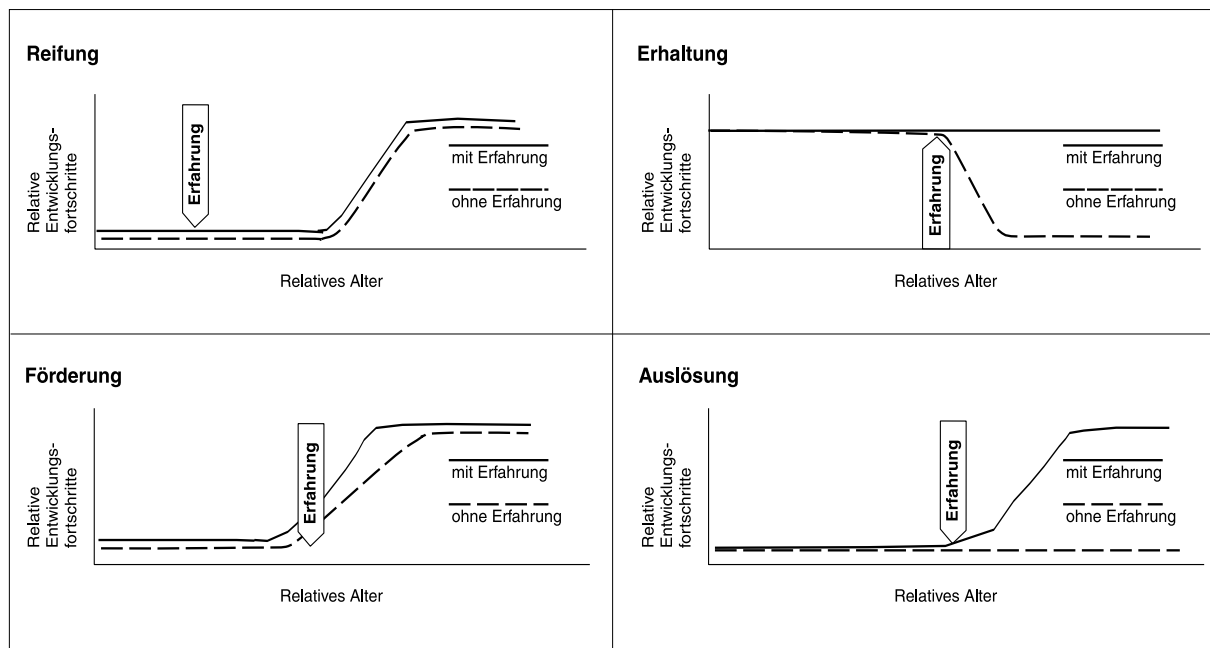 Reifung
Relative
Entwicklungs-
fortschritte
Erfahrung
mit Erfahrung
ohne Erfahrung
Relatives Alter
Erhaltung
Relative
Entwicklungs-
fortschritte
Erfahrung
mit Erfahrung
ohne Erfahrung
Relatives Alter
Förderung
Relative
Entwicklungs-
fortschritte
Erfahrung
mit Erfahrung
ohne Erfahrung
Relatives Alter
Auslösung
Relative
Entwicklungs-
fortschritte
Erfahrung
mit Erfahrung
ohne Erfahrung
Relatives Alter